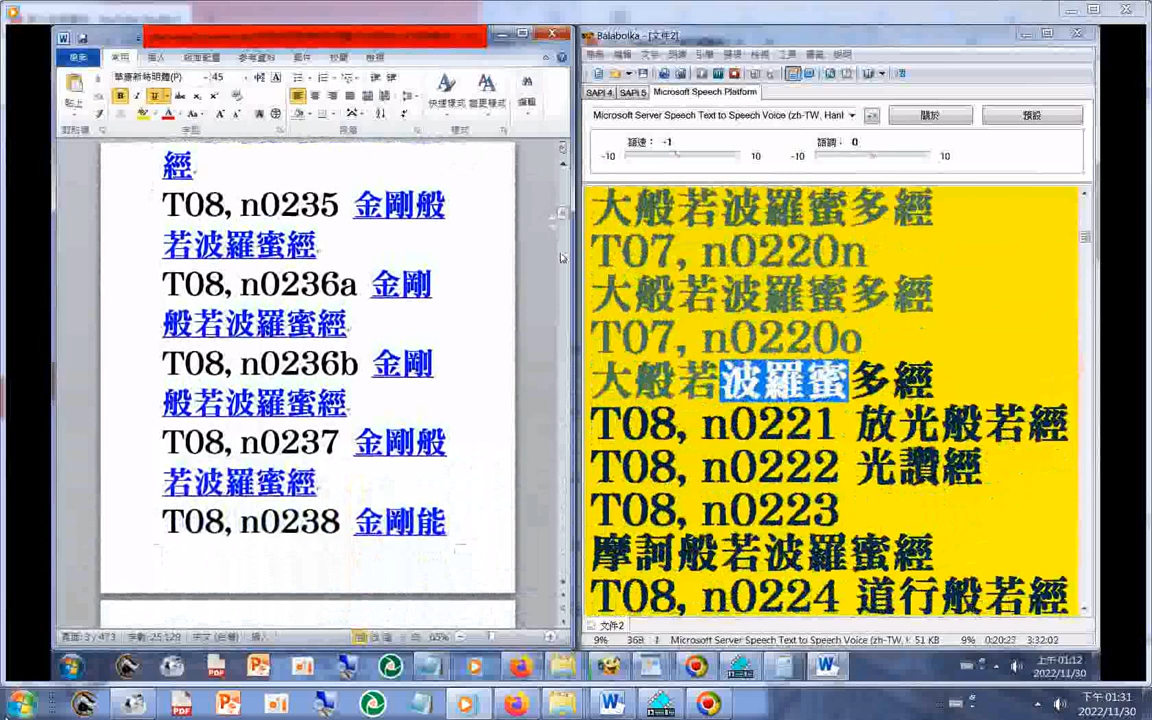 經
T08, n0235 金剛般
若波羅蜜經
T08, n0236a 金剛
般若波羅蜜經
T08, n0236b 金剛
般若波羅蜜經
T08, n0237 金剛般
若波羅蜜經
T08, n0238 金剛能
Balabolka - [文件2]
SAPI 4 SAPI 5 Microsoft Speech Platform
Microsoft Server Speech Text to Speech Voice (zh-TW, Han
關於 預設
語速： -1 語調： 0
-10 10 -10 10
大般若波羅蜜多經
T07, n0220n
大般若波羅蜜多經
T07, n0220o
大般若波羅蜜多經
T08, n0221 放光般若經
T08, n0222 光讚經
T08, n0223
摩訶般若波羅蜜經
T08, n0224 道行般若經
文件2
9% 368 Microsoft Server Speech Text to Speech Voice (zh-TW, 51 KB 9% 0:20:23 3:32:02
上午 01:12
2022/11/30
下午 01:31
2022/11/30